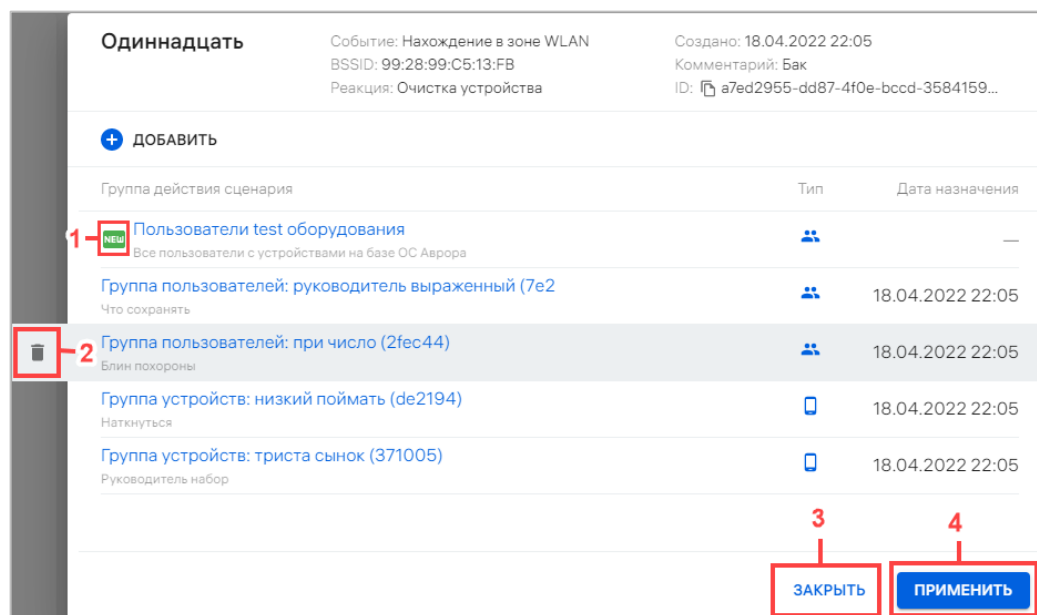 Одиннадцать
Событие: Нахождение в зоне WLAN
Создано: 18.04.2022 22:05
BSSID: 99:28:99:C5:13:FB
Комментарий: Бак
Реакция: Очистка устройства
ID: a7ed2955-dd87-4f0e-bccd-3584159...
ДОБАВИТЬ
Группа действия сценария Тип Дата назначения
1 NEW Пользователи test оборудования —
Все пользователи с устройствами на базе ОС Аврора
Группа пользователей: руководитель выраженный (7e2 18.04.2022 22:05
Что сохранять
2 Группа пользователей: при число (2fec44) 18.04.2022 22:05
Блин похороны
Группа устройств: низкий поймать (de2194) 18.04.2022 22:05
Наткнуться
Группа устройств: триста сынок (371005) 18.04.2022 22:05
Руководитель набор
3 4
ЗАКРЫТЬ ПРИМЕНИТЬ